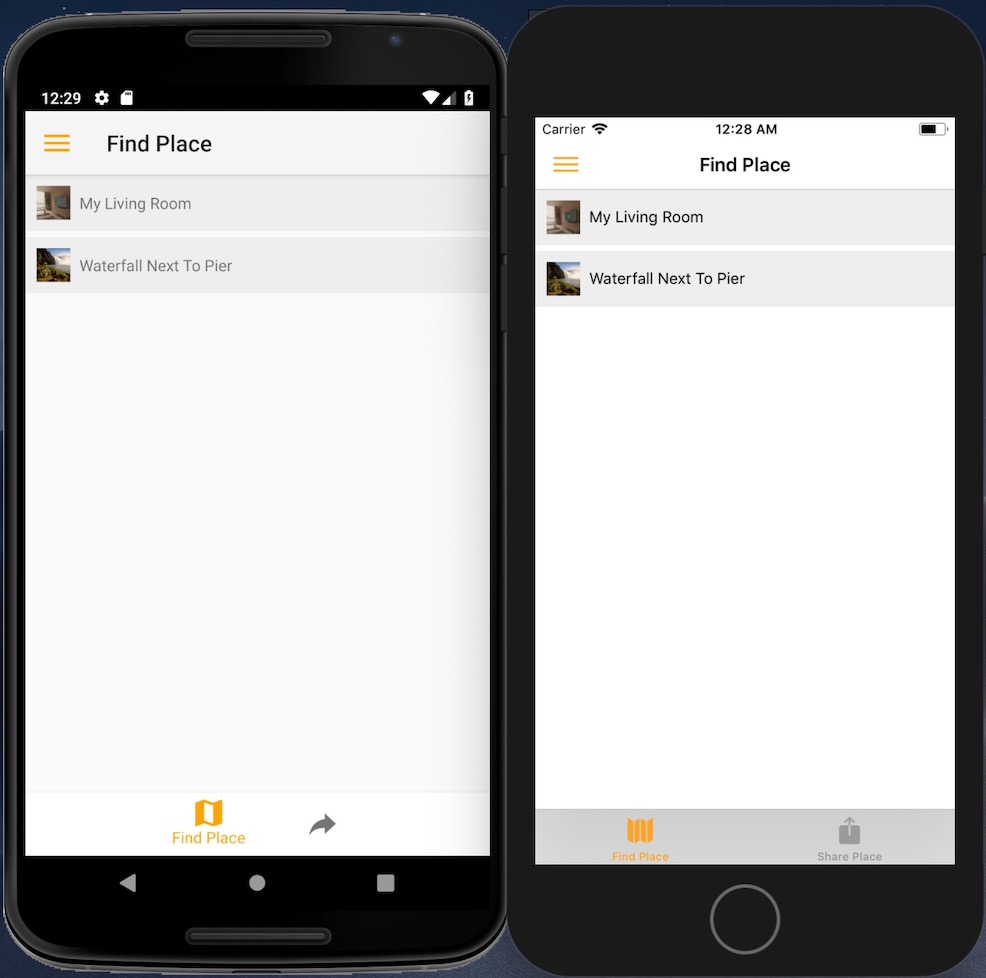 12:29
Find Place
My Living Room
Waterfall Next To Pier
Find Place
Carrier 12:28 AM
Find Place
My Living Room
Waterfall Next To Pier
Find Place Share Place